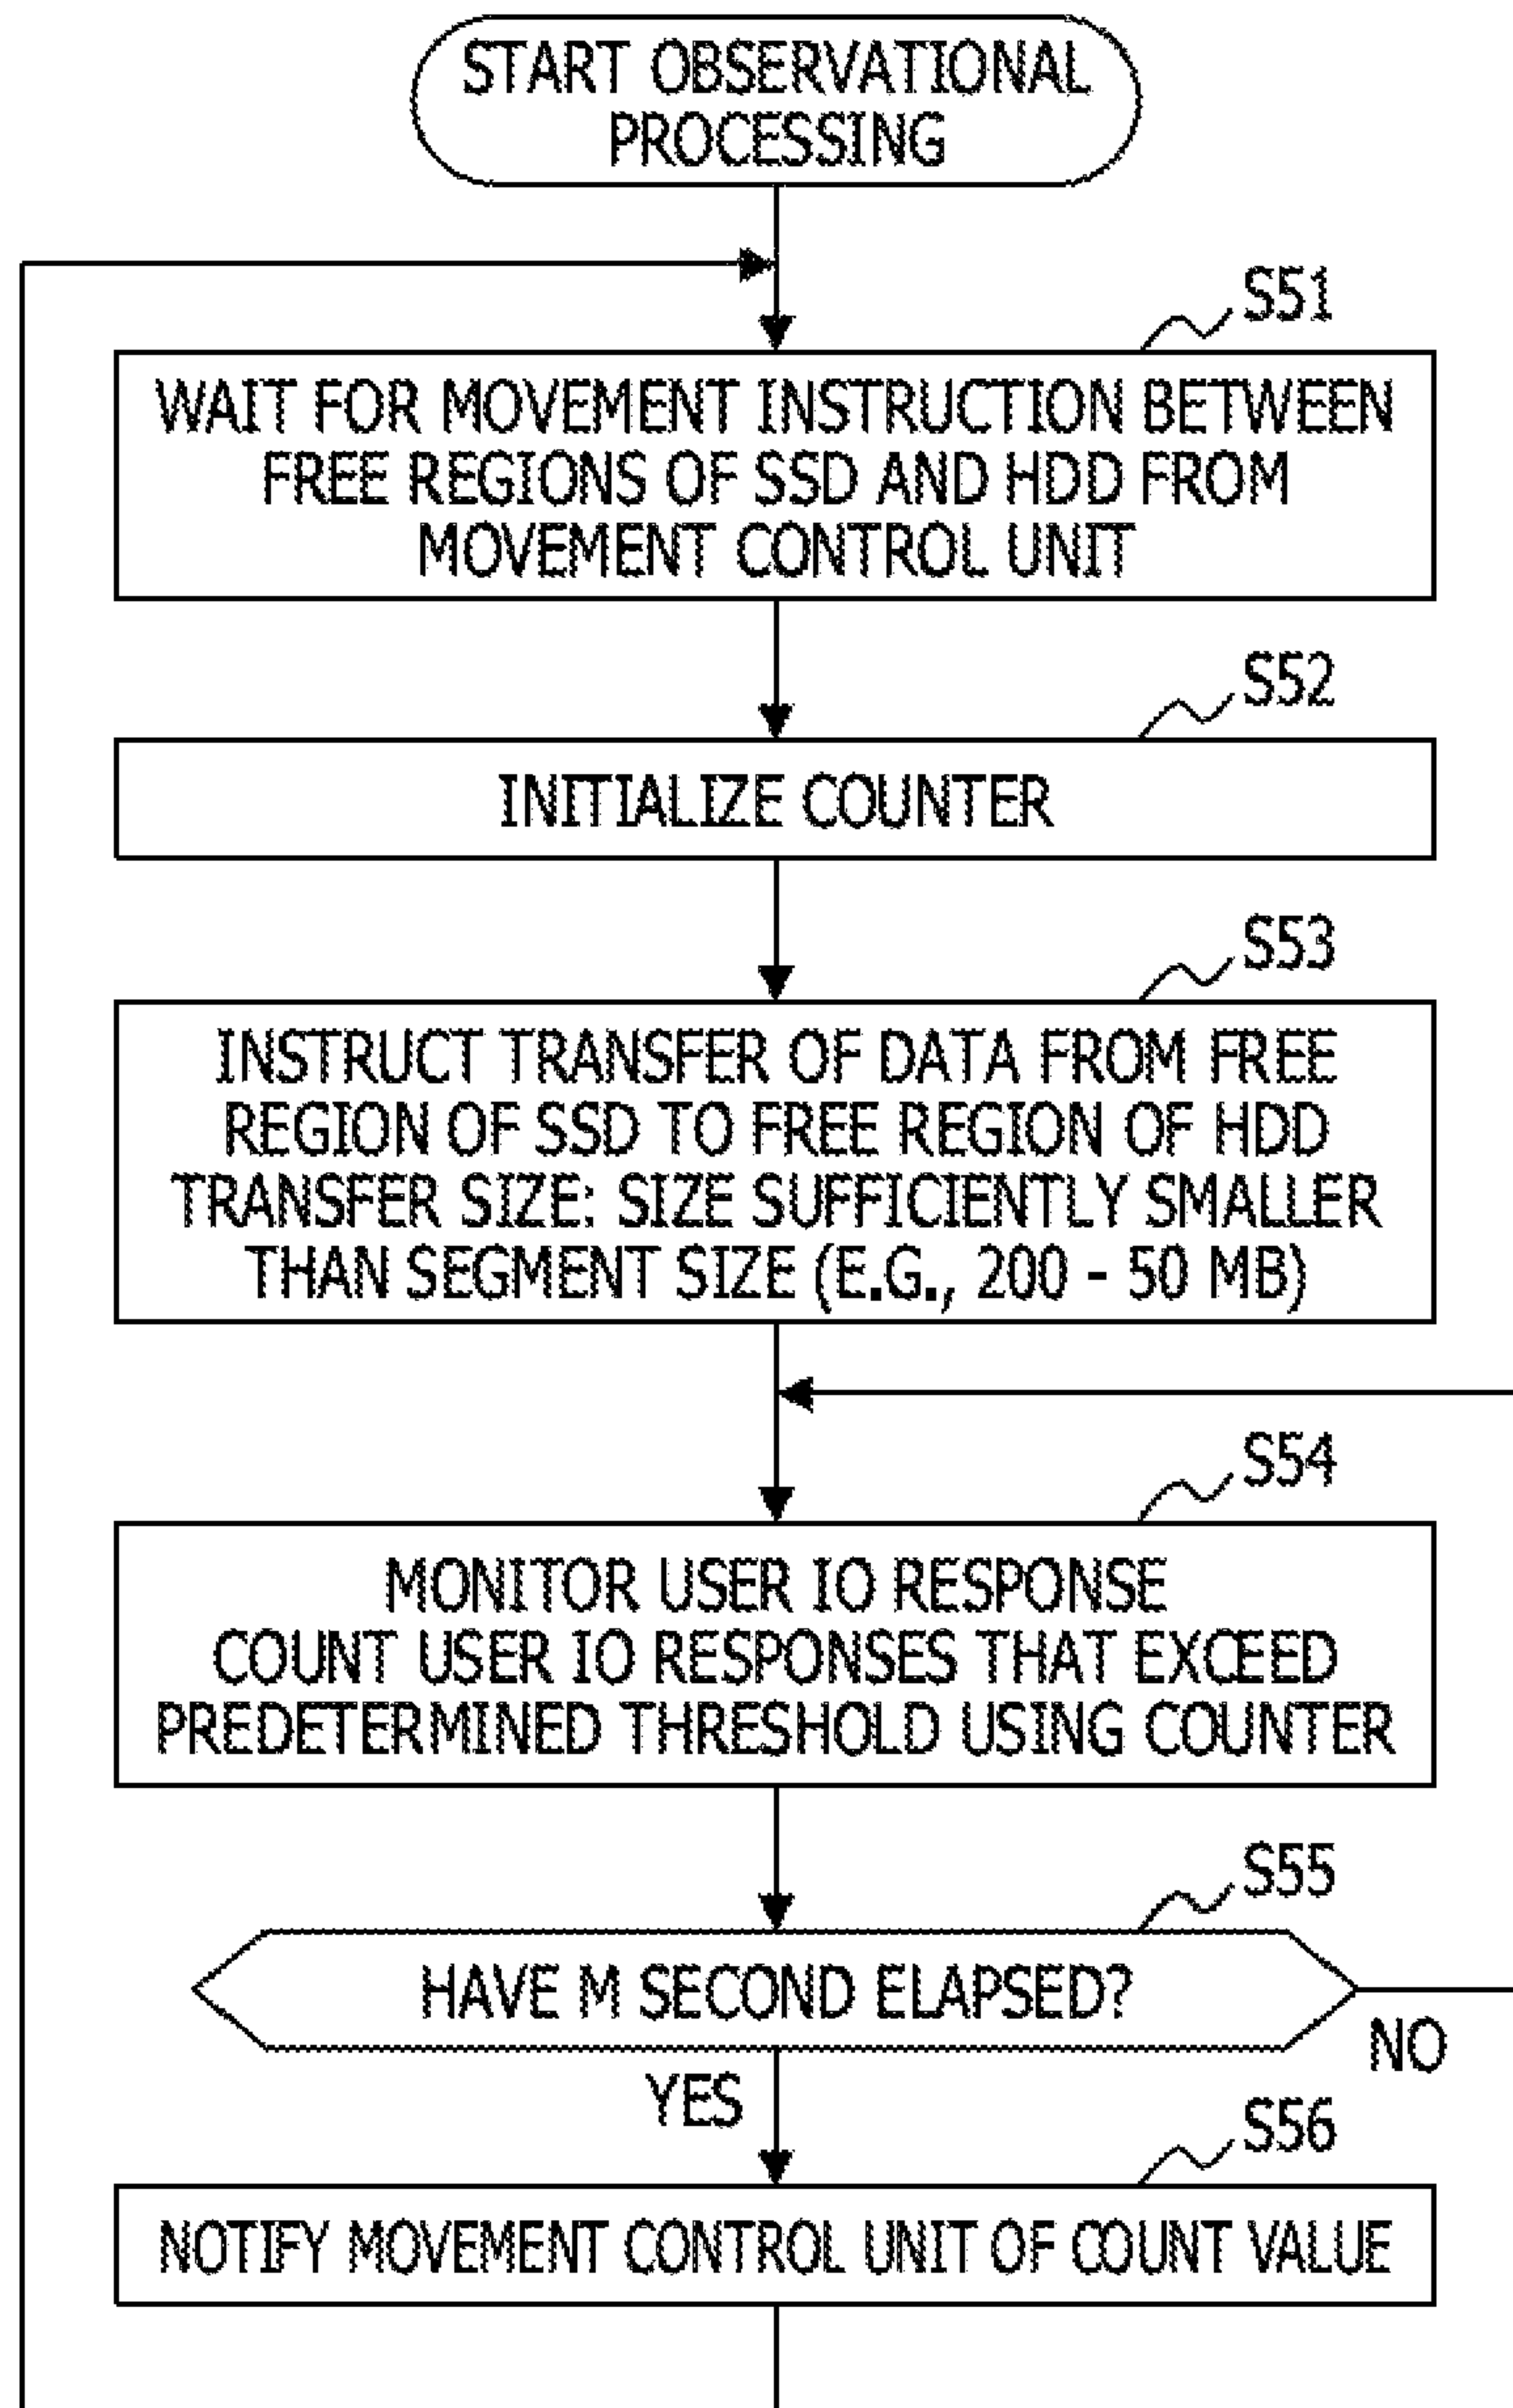 START OBSERVATIONAL
PROCESSING
S51
WAIT FOR MOVEMENT INSTRUCTION BETWEEN
FREE REGIONS OF SSD AND HDD FROM
MOVEMENT CONTROL UNIT
S52
INITIALIZE COUNTER
S53
INSTRUCT TRANSFER OF DATA FROM FREE
REGION OF SSD TO FREE REGION OF HDD
TRANSFER SIZE: SIZE SUFFICIENTLY SMALLER
THAN SEGMENT SIZE (E.G., 200 - 50 MB)
S54
MONITOR USER IO RESPONSE
COUNT USER IO RESPONSES THAT EXCEED
PREDETERMINED THRESHOLD USING COUNTER
S55
HAVE M SECOND ELAPSED?
NO
YES
S56
NOTIFY MOVEMENT CONTROL UNIT OF COUNT VALUE